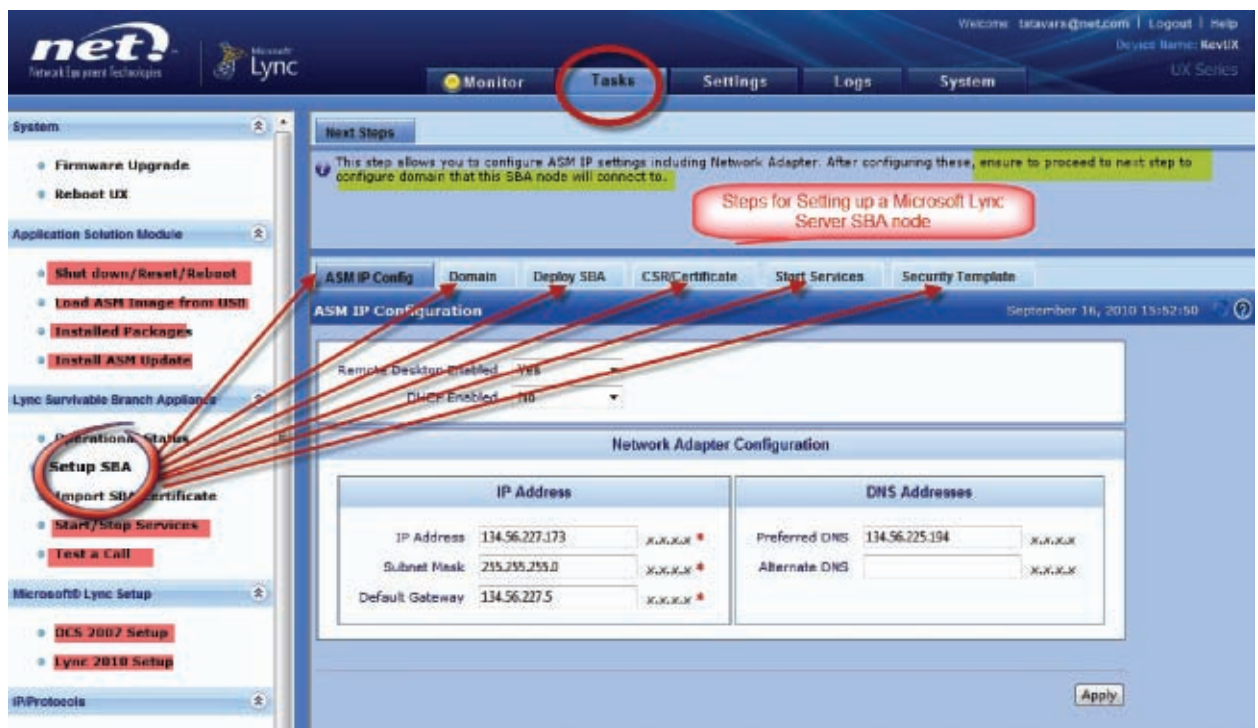 Welcome: tatavara@net.com | Logout | Help
Device Name: RevUX
UX Series
net!
Network Equipment Technologies
Microsoft
Lync
Monitor
Tasks
Settings
Logs
System
System
Firmware Upgrade
Reboot UX
Application Solution Module
Shut down/Reset/Reboot
Load ASM Image from USB
Installed Packages
Install ASM Update
Lync Survivable Branch Appliance
Operational Status
Setup SBA
Import SBA Certificate
Start/Stop Services
Test a Call
Microsoft® Lync Setup
OCS 2007 Setup
Lync 2010 Setup
IP/Protocols
Next Steps
This step allows you to configure ASM IP settings including Network Adapter. After configuring these, ensure to proceed to next step to
configure domain that this SBA node will connect to.
Steps for Setting up a Microsoft Lync
Server SBA node
ASM IP Config
Domain
Deploy SBA
CSR/Certificate
Start Services
Security Template
ASM IP Configuration
September 16, 2010 15:52:50
Remote Desktop Enabled Yes
DHCP Enabled No
Network Adapter Configuration
IP Address
IP Address 134.56.227.173 x.x.x.x *
Subnet Mask 255.255.255.0 x.x.x.x *
Default Gateway 134.56.227.5 x.x.x.x *
DNS Addresses
Preferred DNS 134.56.225.194 x.x.x.x
Alternate DNS x.x.x.x
Apply